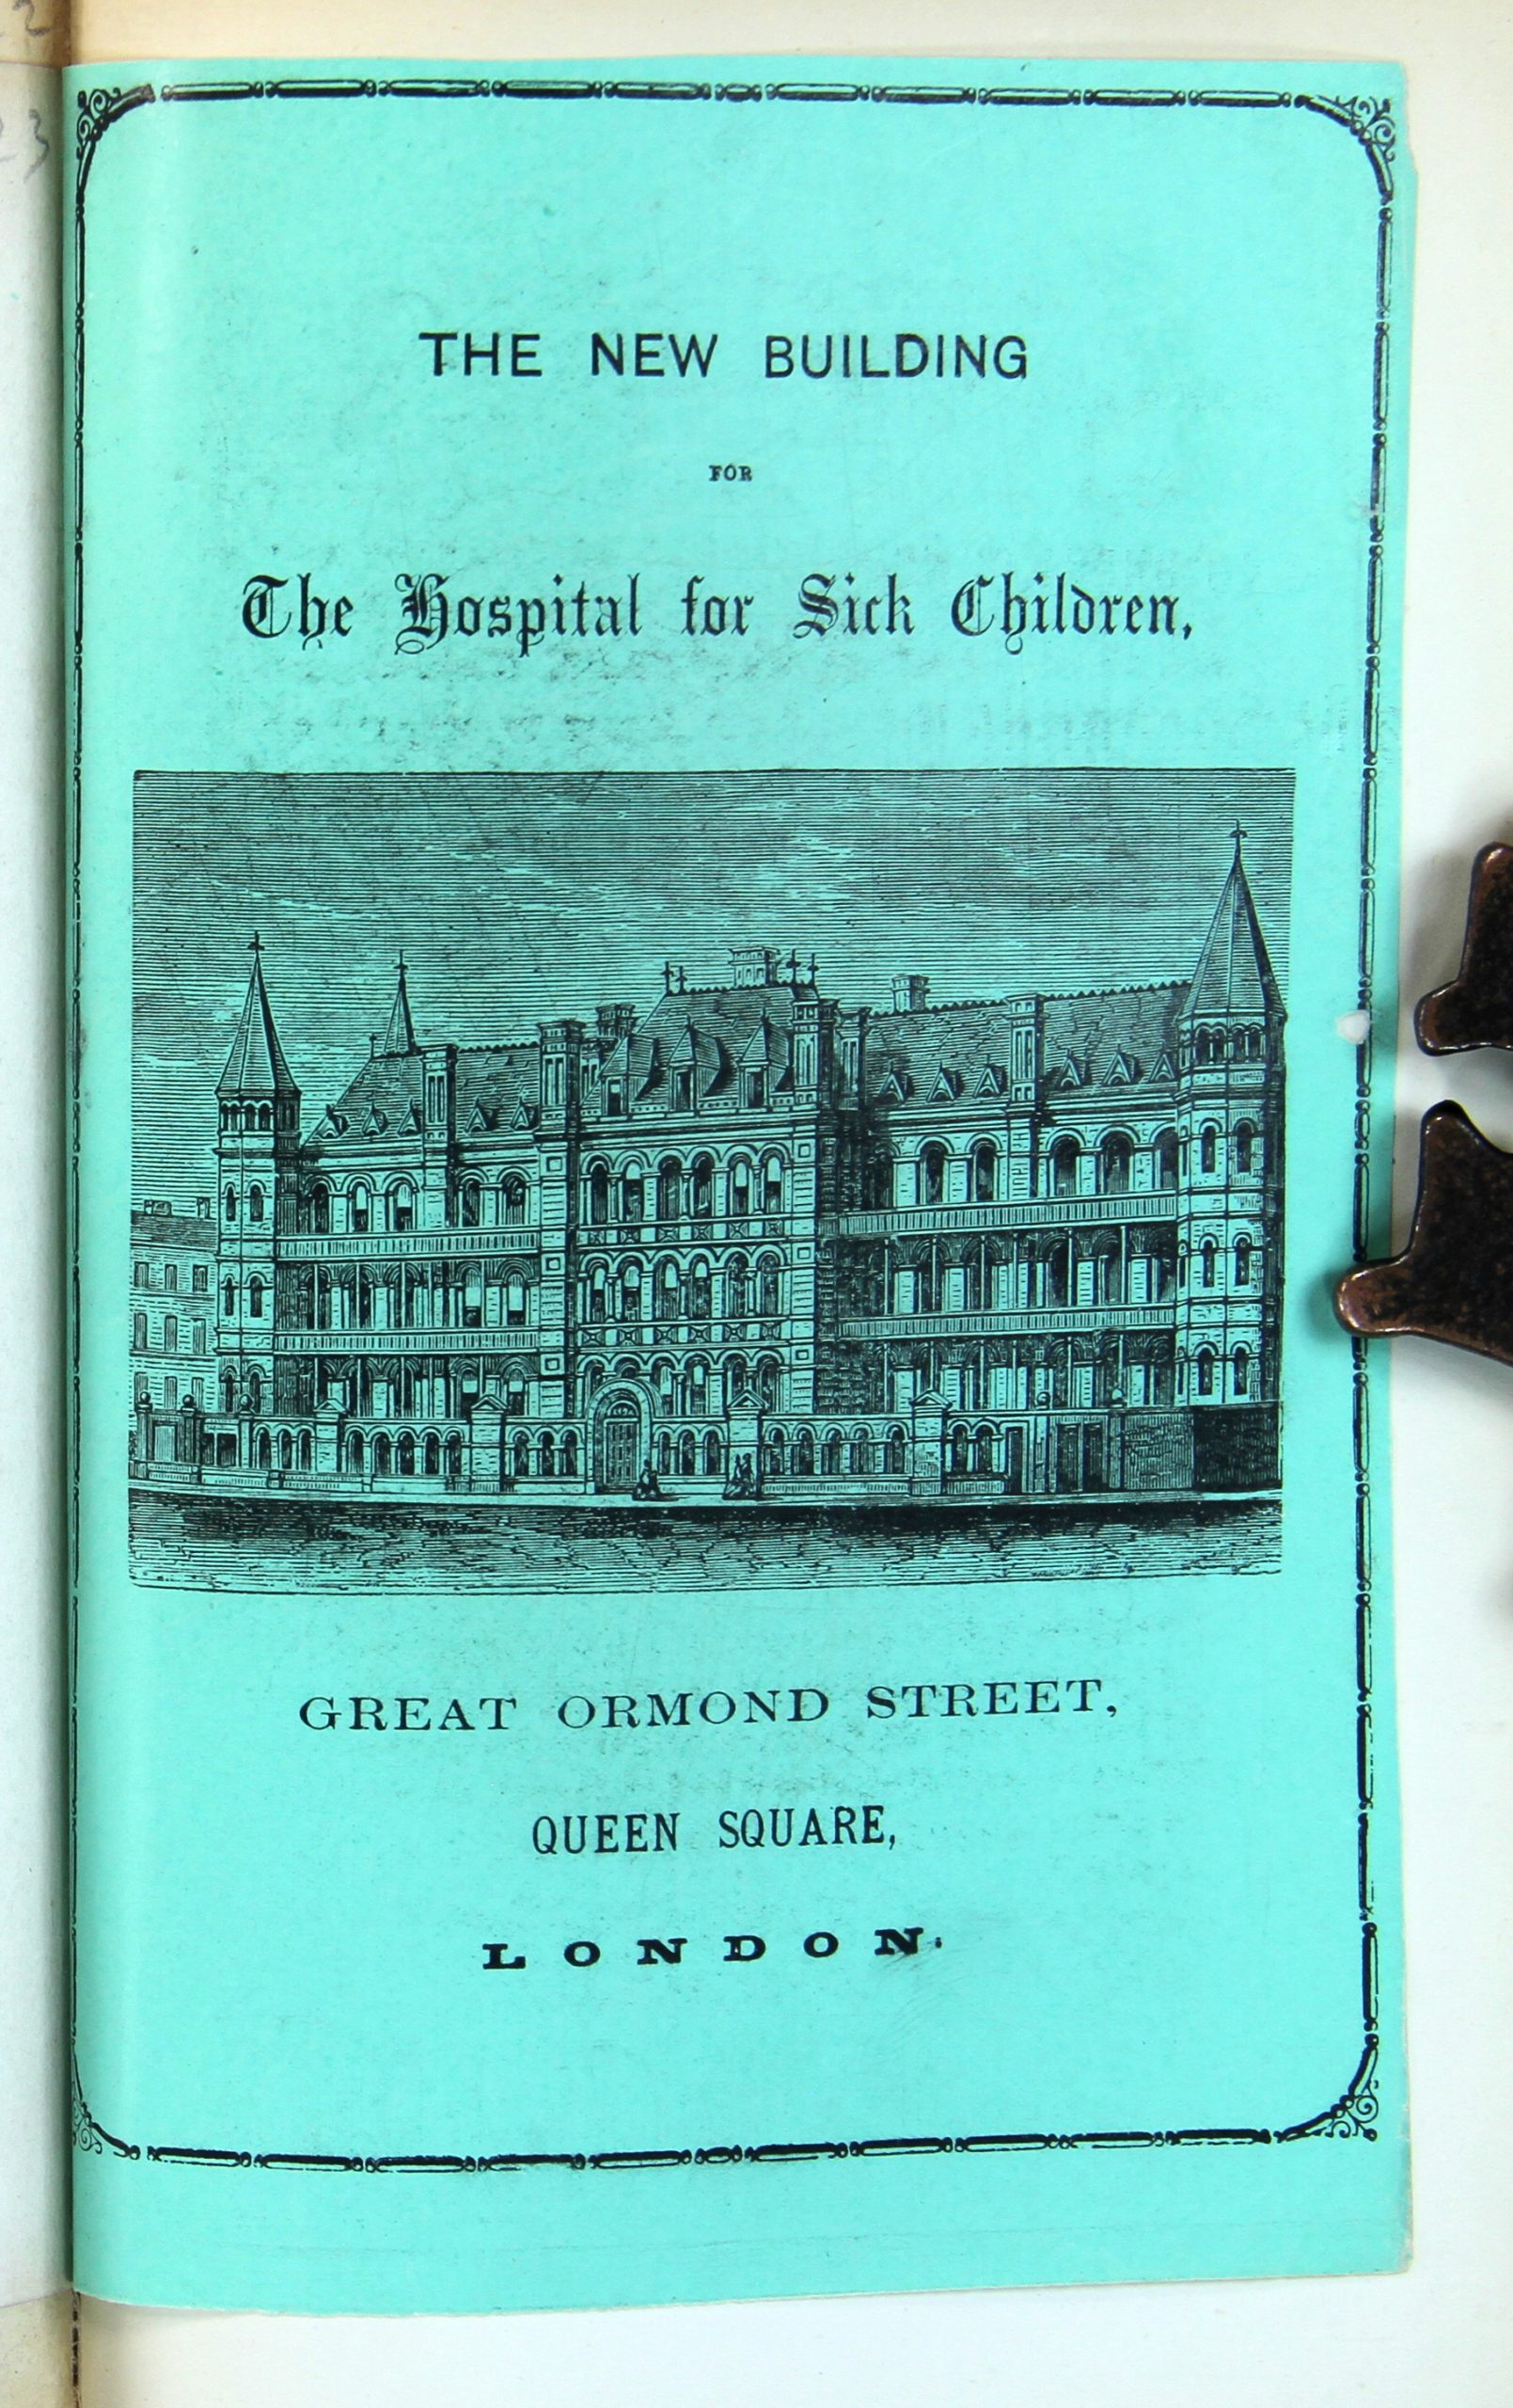 THE NEW BUILDING
FOR
The Hospital for Sick Children,
GREAT ORMOND STREET,
QUEEN SQUARE,
LONDON.